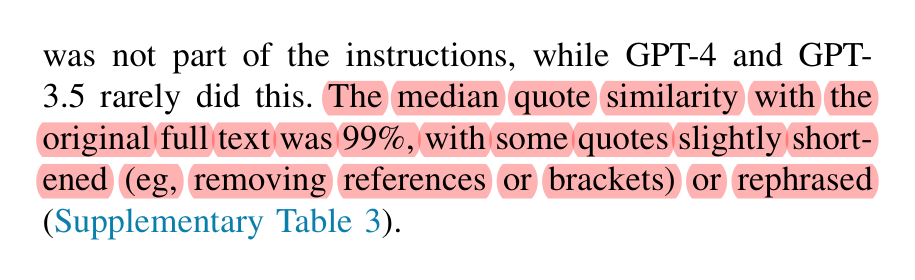 was not part of the instructions, while GPT-4 and GPT-
3.5 rarely did this. The median quote similarity with the
original full text was 99%, with some quotes slightly short-
ened (eg, removing references or brackets) or rephrased
(Supplementary Table 3).